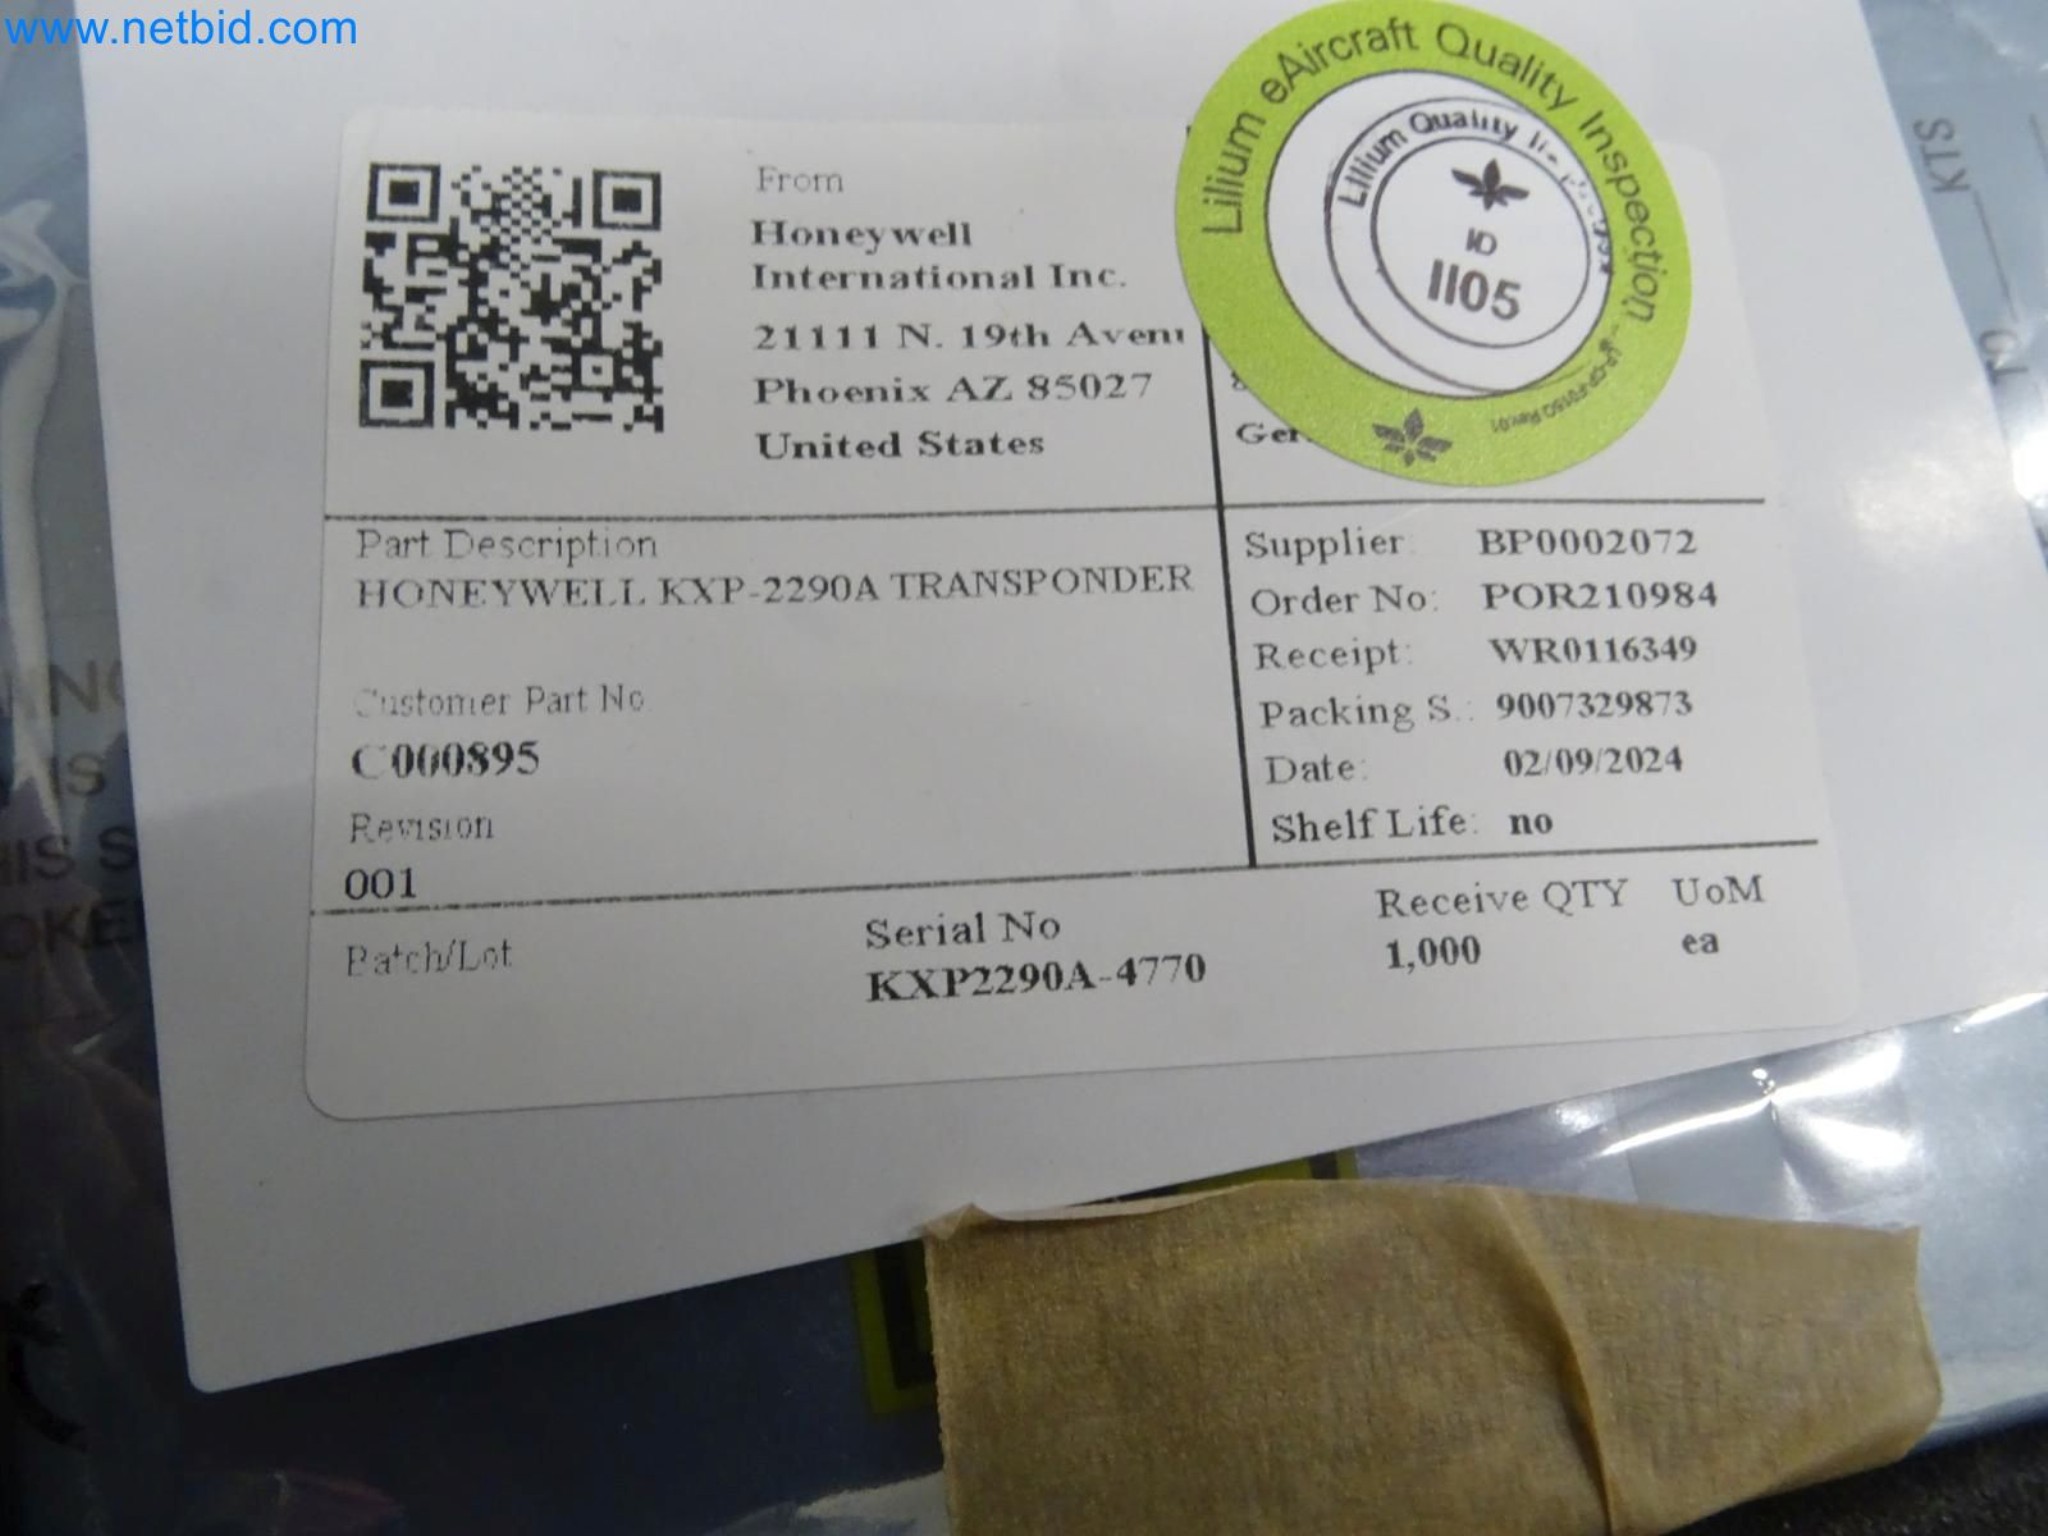 www.netbid.com
From
Honeywell
International Inc.
21111 N. 19th Avenu
Phoenix AZ 85027
United States
Ger
Lilium eAircraft Quality Inspection
Lilium Quality
ID
1105
Part Description
HONEYWELL KXP-2290A TRANSPONDER
Customer Part No
C000895
Revision
001
Supplier: BP0002072
Order No: POR210984
Receipt: WR0116349
Packing S.: 9007329873
Date: 02/09/2024
Shelf Life: no
Batch/Lot
Serial No
KXP2290A-4770
Receive QTY UoM
1,000 ea
KTS